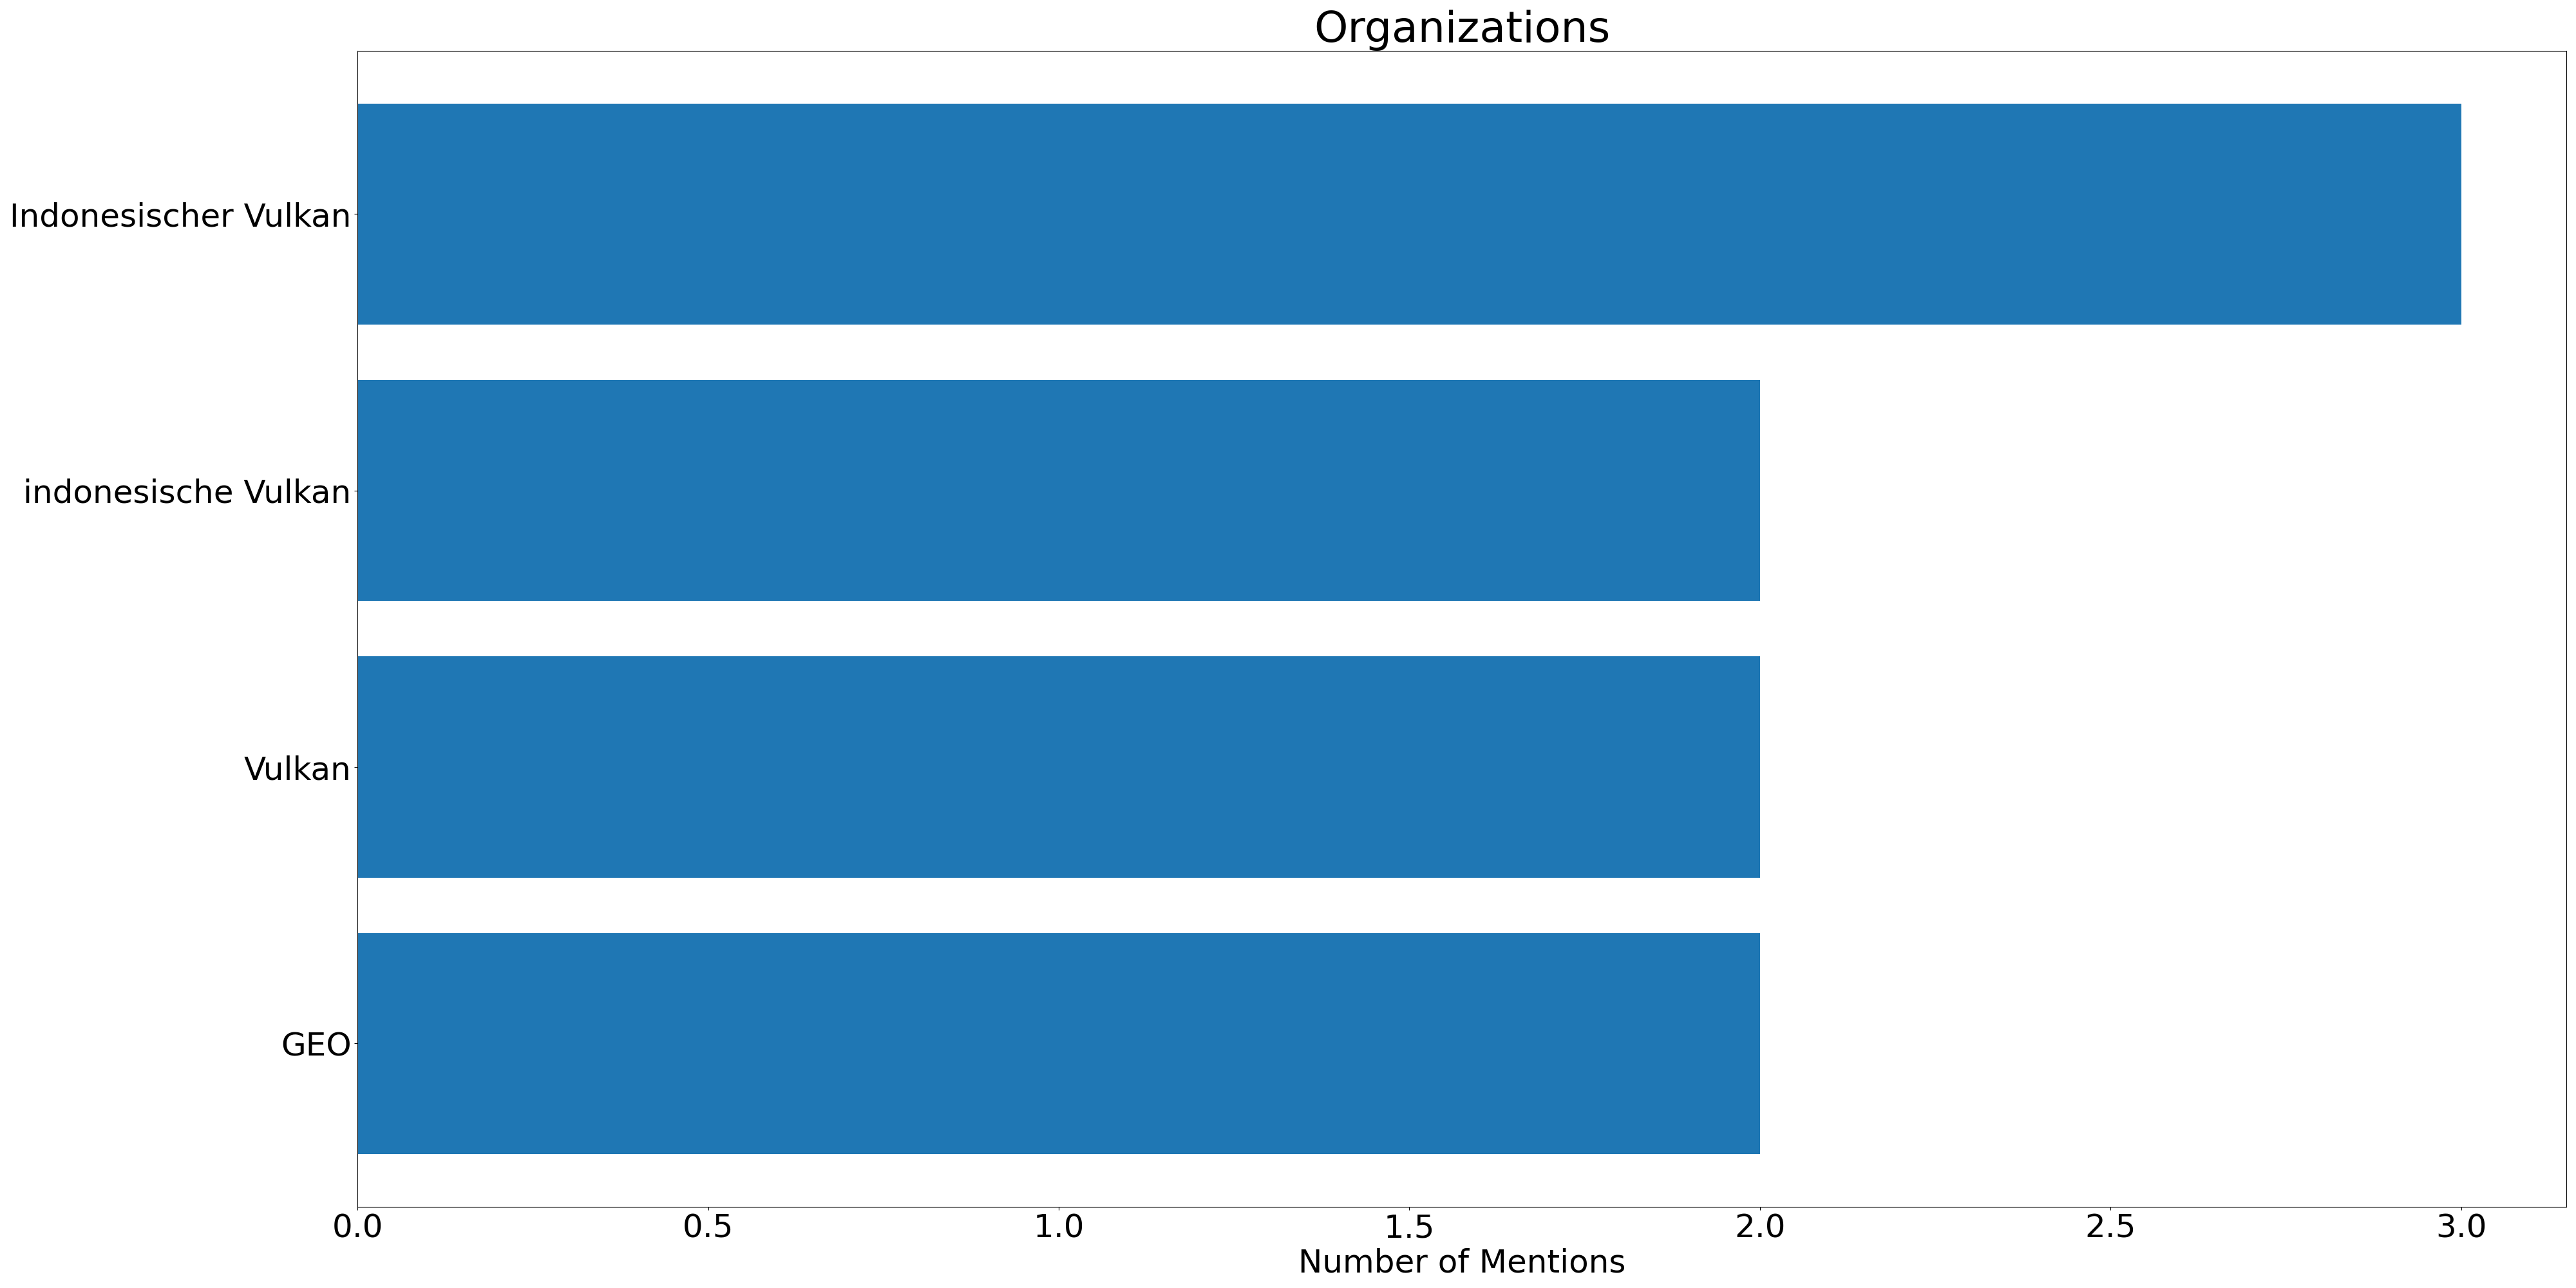 Organizations
Indonesischer Vulkan
indonesische Vulkan
Vulkan
GEO
0.0 0.5 1.0 1.5 2.0 2.5 3.0
Number of Mentions